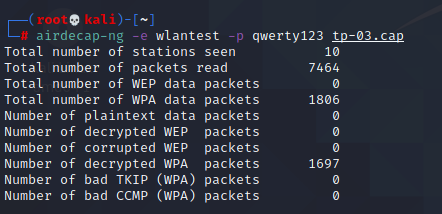 ┌──(root💀kali)-[~]
└─# airdecap-ng -e wlantest -p qwerty123 tp-03.cap
Total number of stations seen           10
Total number of packets read          7464
Total number of WEP data packets         0
Total number of WPA data packets      1806
Number of plaintext data packets         0
Number of decrypted WEP  packets         0
Number of corrupted WEP  packets         0
Number of decrypted WPA  packets      1697
Number of bad TKIP (WPA) packets         0
Number of bad CCMP (WPA) packets         0